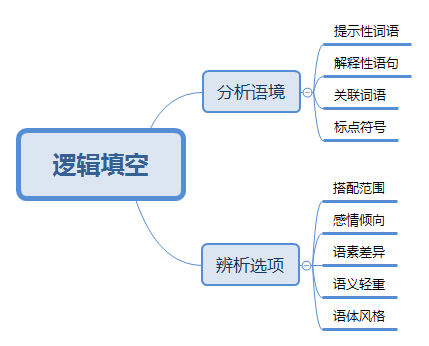 逻辑填空
分析语境
提示性词语
解释性语句
关联词语
标点符号
辨析选项
搭配范围
感情倾向
语素差异
语义轻重
语体风格